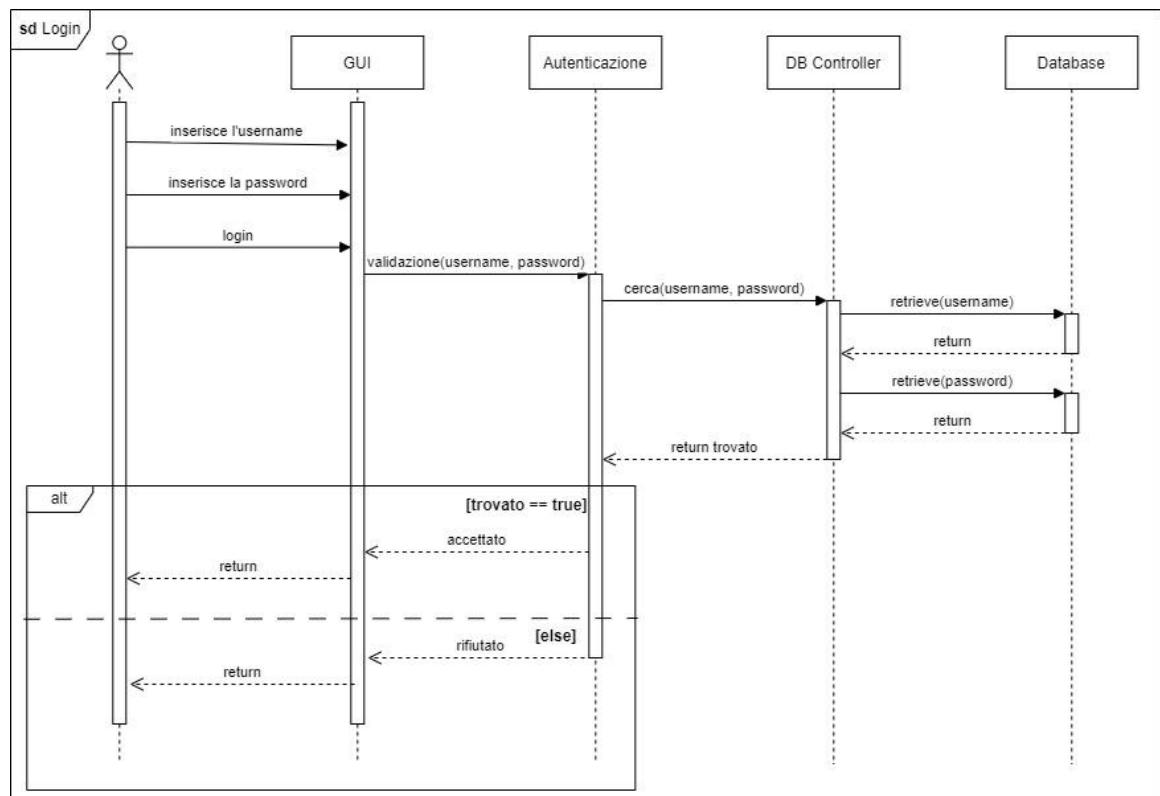 sd Login
GUI
Autenticazione
DB Controller
Database
inserisce l'username
inserisce la password
login
validazione(username, password)
cerca(username, password)
retrieve(username)
return
retrieve(password)
return
return trovato
alt
[trovato == true]
accettato
return
[else]
rifiutato
return